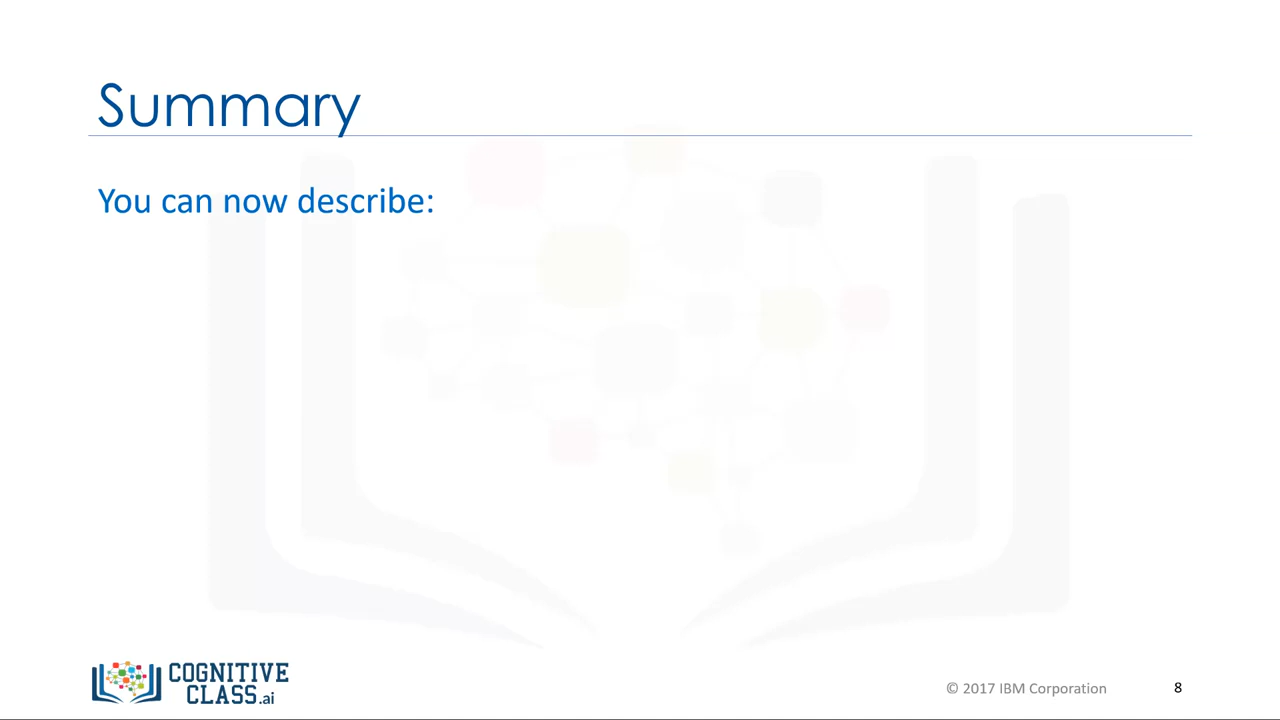 Summary
You can now describe:
COGNITIVE
CLASS.ai
© 2017 IBM Corporation
8